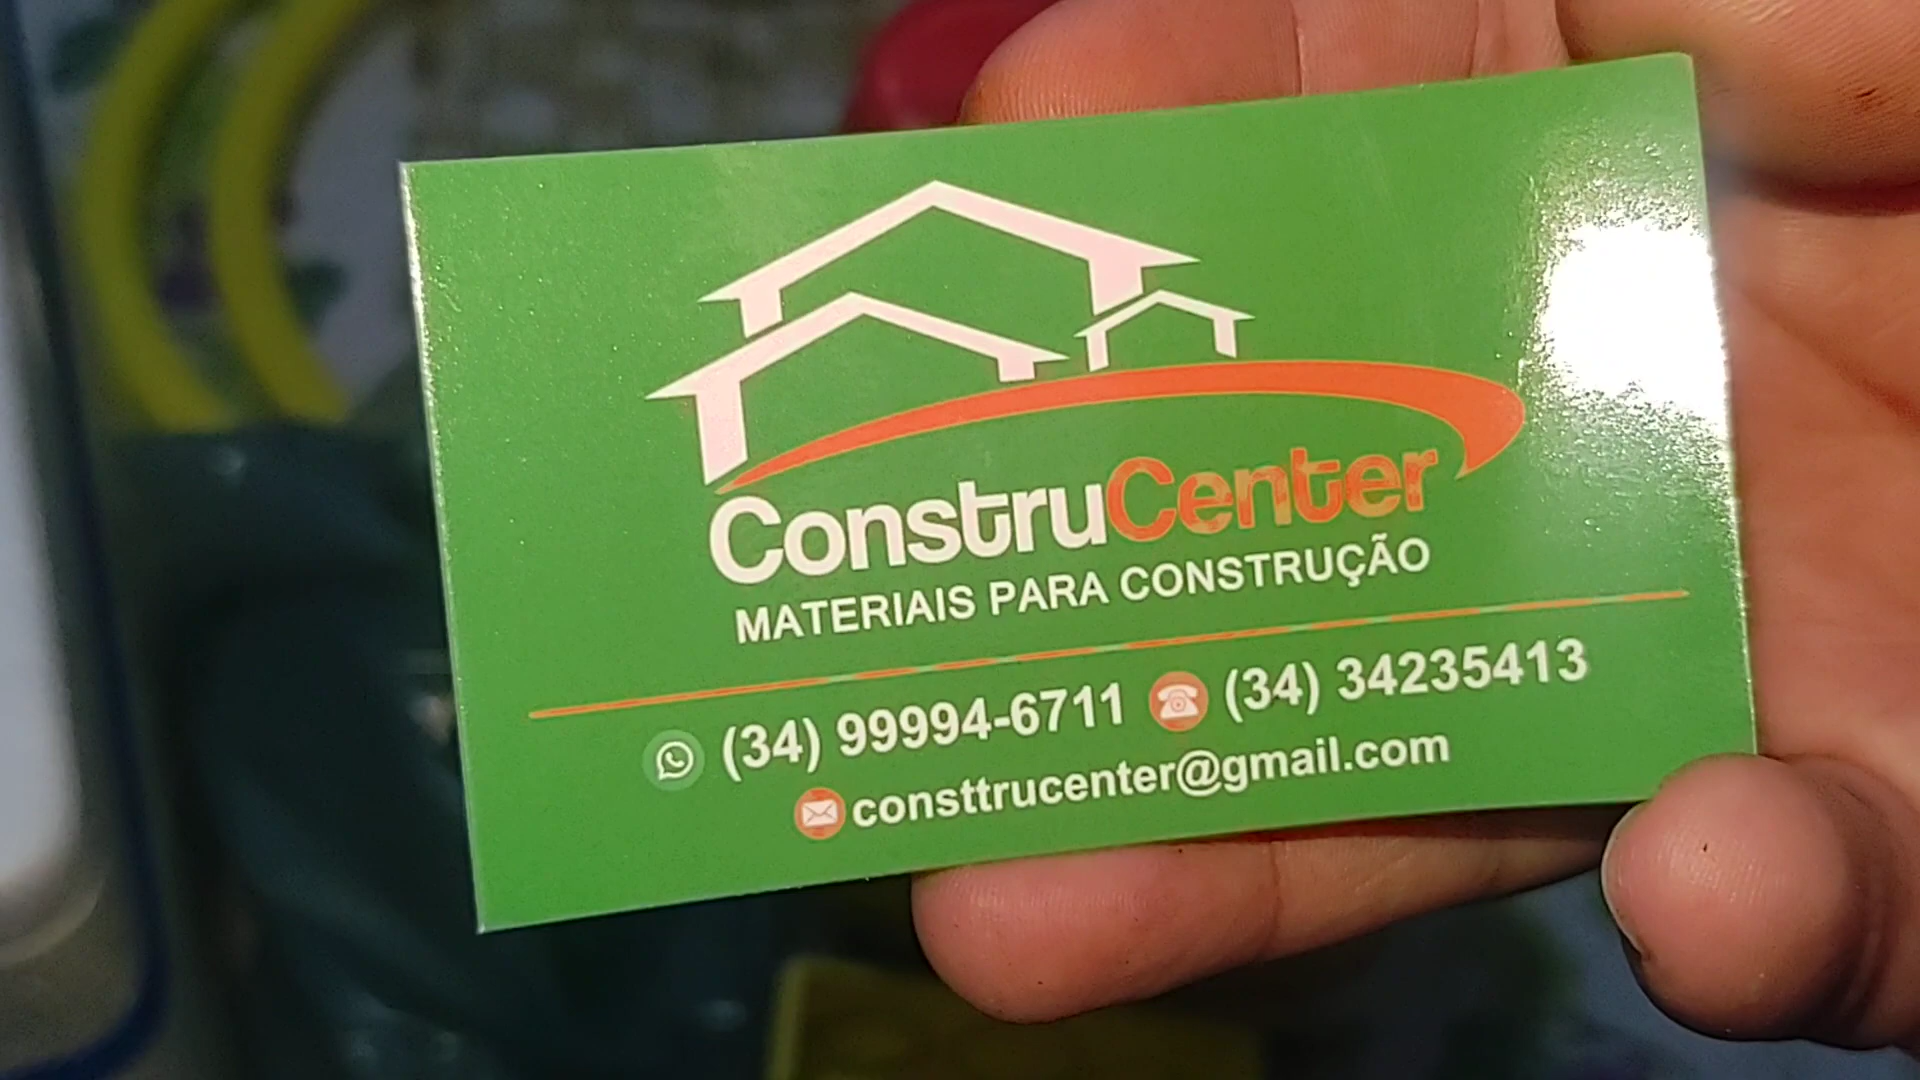 ConstruCenter
MATERIAIS PARA CONSTRUÇÃO
(34) 99994-6711 (34) 34235413
consttrucenter@gmail.com